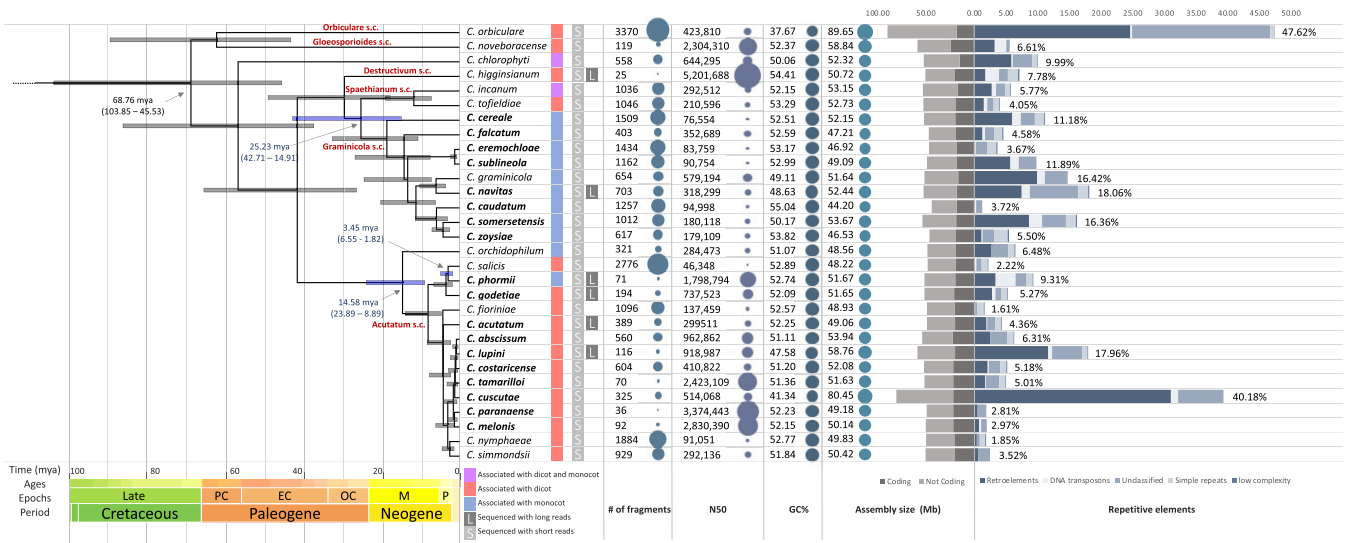 100.00 50.00 0.00 5.00 10.00 15.00 20.00 25.00 30.00 35.00 40.00 45.00 50.00
Orbiculare s.c.
C. orbiculare S 3370 423,810 37.67 89.65 47.62%
Gloeosporioides s.c.
C. noveboracense S 119 2,304,310 52.37 58.84 6.61%
C. chlorophyti S 558 644,295 50.06 52.32 9.99%
Destructivum s.c.
C. higginsianum S L 25 5,201,688 54.41 50.72 7.78%
Spaethianum s.c.
C. incanum S 1036 292,512 52.15 53.15 5.77%
68.76 mya
(103.85 – 45.53)
C. tofieldiae S 1046 210,596 53.29 52.73 4.05%
C. cereale S 1509 76,554 52.51 52.15 11.18%
C. falcatum S 403 352,689 52.59 47.21 4.58%
25.23 mya
(42.71 – 14.91)
Graminicola s.c.
C. eremochloae S 1434 83,759 53.17 46.92 3.67%
C. sublineola S 1162 90,754 52.99 49.09 11.89%
C. graminicola S 654 579,194 49.11 51.64 16.42%
C. navitas S L 703 318,299 48.63 52.44 18.06%
C. caudatum S 1257 94,998 55.04 44.20 3.72%
C. somersetensis S 1012 180,118 50.17 53.67 16.36%
3.45 mya
(6.55 - 1.82)
C. zoysiae S 617 179,109 53.82 46.53 5.50%
C. orchidophilum S 321 284,473 51.07 48.56 6.48%
C. salicis S 2776 46,348 52.89 48.22 2.22%
C. phormii S L 71 1,798,794 52.74 51.67 9.31%
C. godetiae S L 194 737,523 52.09 51.65 5.27%
14.58 mya
(23.89 – 8.89)
C. fioriniae S 1096 137,459 52.57 48.93 1.61%
Acutatum s.c.
C. acutatum S L 389 299511 52.25 49.06 4.36%
C. abscissum S 560 962,862 51.11 53.94 6.31%
C. lupini S L 116 918,987 47.58 58.76 17.96%
C. costaricense S 604 410,822 51.20 52.08 5.18%
C. tamarilloi S 70 2,423,109 51.36 51.63 5.01%
C. cuscutae S 325 514,068 41.34 80.45 40.18%
C. paranaense S 36 3,374,443 52.23 49.18 2.81%
C. melonis S 92 2,830,390 52.15 50.14 2.97%
C. nymphaeae S 1884 91,051 52.77 49.83 1.85%
C. simmondsii S 929 292,136 51.84 50.42 3.52%
Time (mya) 100 80 60 40 20 0
Ages
Epochs Late PC EC OC M P
Period Cretaceous Paleogene Neogene
Associated with dicot and monocot
Associated with dicot
Associated with monocot
L Sequenced with long reads
S Sequenced with short reads
Coding Not Coding
Retroelements DNA transposons Unclassified Simple repeats low complexity
# of fragments N50 GC% Assembly size (Mb) Repetitive elements